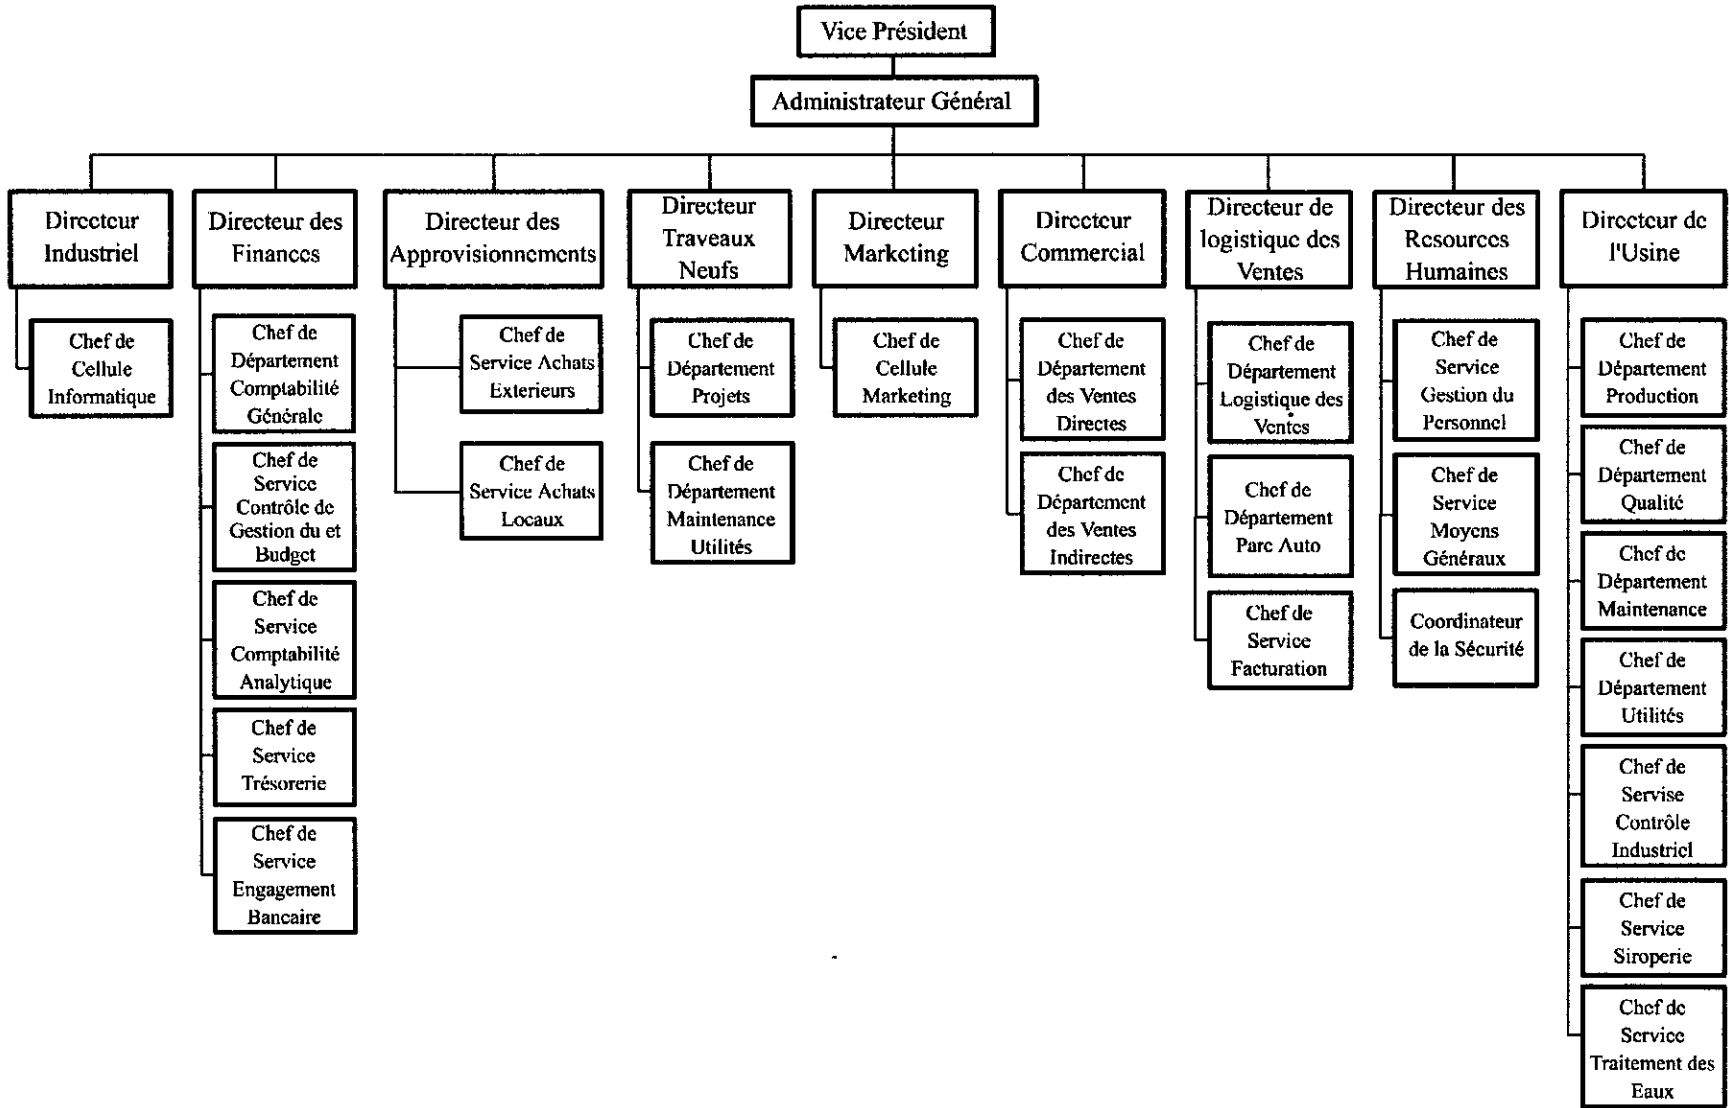 Vice Président
Administrateur Général
Directeur
Industriel
Chef de
Cellule
Informatique
Directeur des
Finances
Chef de
Département
Comptabilité
Générale
Chef de
Service
Contrôle de
Gestion du et
Budget
Chef de
Service
Comptabilité
Analytique
Chef de
Service
Trésorerie
Chef de
Service
Engagement
Bancaire
Directeur des
Approvisionnements
Chef de
Service Achats
Exterieurs
Chef de
Service Achats
Locaux
Directeur
Traveaux
Neufs
Chef de
Département
Projets
Chef de
Département
Maintenance
Utilités
Directeur
Marketing
Chef de
Cellule
Marketing
Directeur
Commercial
Chef de
Département
des Ventes
Directes
Chef de
Département
des Ventes
Indirectes
Directeur de
logistique des
Ventes
Chef de
Département
Logistique des
Ventes
Chef de
Département
Parc Auto
Chef de
Service
Facturation
Directeur des
Resources
Humaines
Chef de
Service
Gestion du
Personnel
Chef de
Service
Moyens
Généraux
Coordinateur
de la Sécurité
Directeur de
l'Usine
Chef de
Département
Production
Chef de
Département
Qualité
Chef de
Département
Maintenance
Chef de
Département
Utilités
Chef de
Servise
Contrôle
Industriel
Chef de
Service
Siroperie
Chef de
Service
Traitement des
Eaux